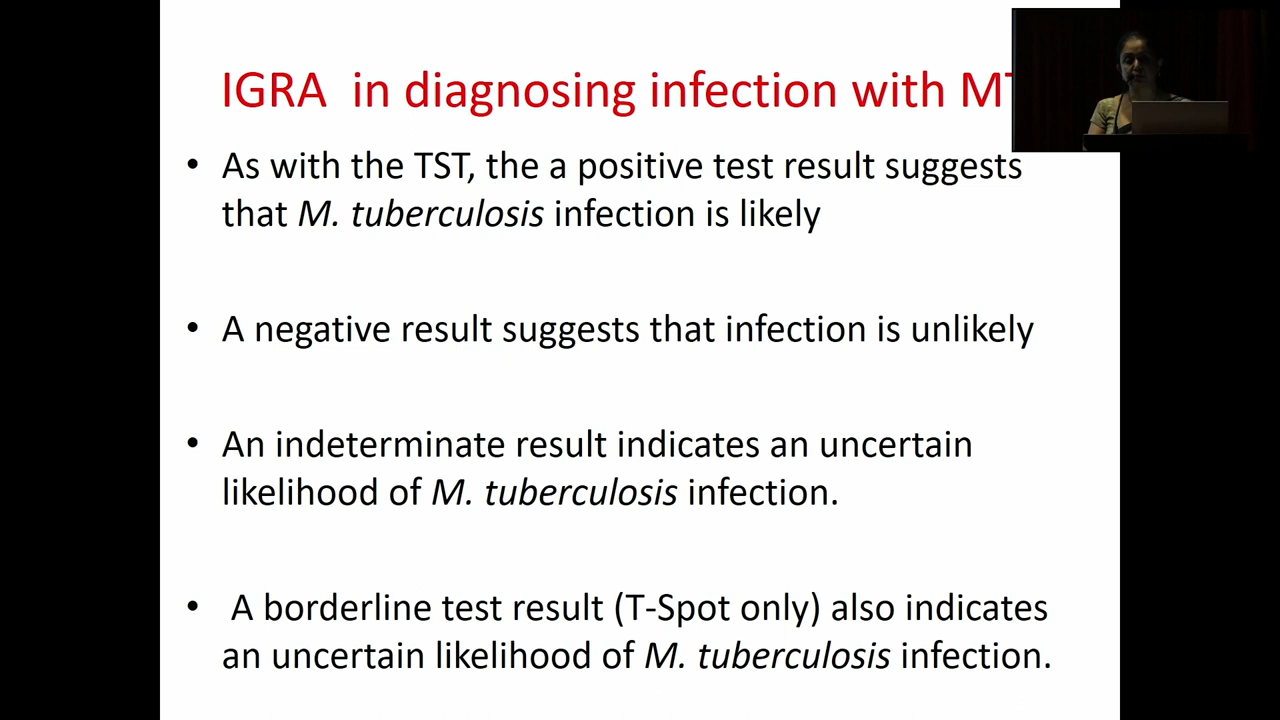 IGRA in diagnosing infection with
• As with the TST, the a positive test result suggests
that M. tuberculosis infection is likely
• A negative result suggests that infection is unlikely
• An indeterminate result indicates an uncertain
likelihood of M. tuberculosis infection.
• A borderline test result (T-Spot only) also indicates
an uncertain likelihood of M. tuberculosis infection.